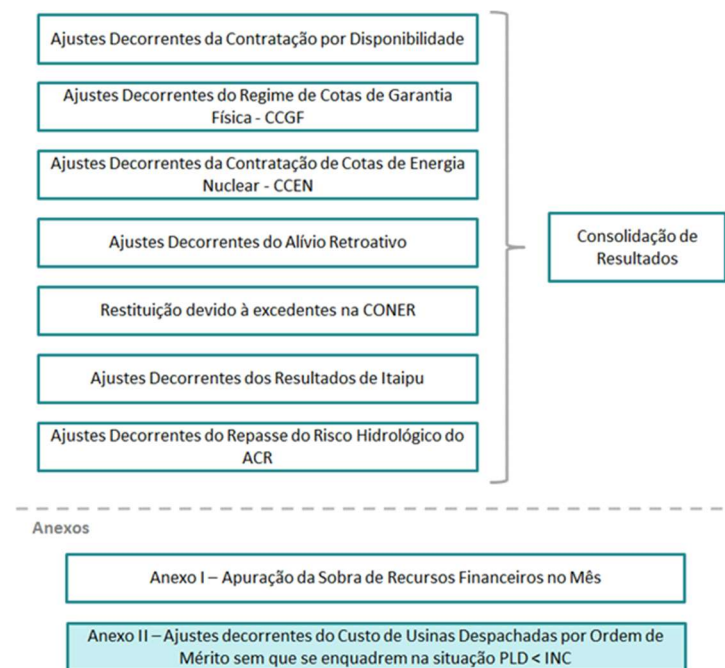 Ajustes Decorrentes da Contratação por Disponibilidade
Ajustes Decorrentes do Regime de Cotas de Garantia
Física - CCGF
Ajustes Decorrentes da Contratação de Cotas de Energia
Nuclear - CCEN
Ajustes Decorrentes do Alívio Retroativo
Restituição devido à excedentes na CONER
Ajustes Decorrentes dos Resultados de Itaipu
Ajustes Decorrentes do Repasse do Risco Hidrológico do
ACR
Consolidação de
Resultados
Anexos
Anexo I – Apuração da Sobra de Recursos Financeiros no Mês
Anexo II – Ajustes decorrentes do Custo de Usinas Despachadas por Ordem de
Mérito sem que se enquadrem na situação PLD < INC